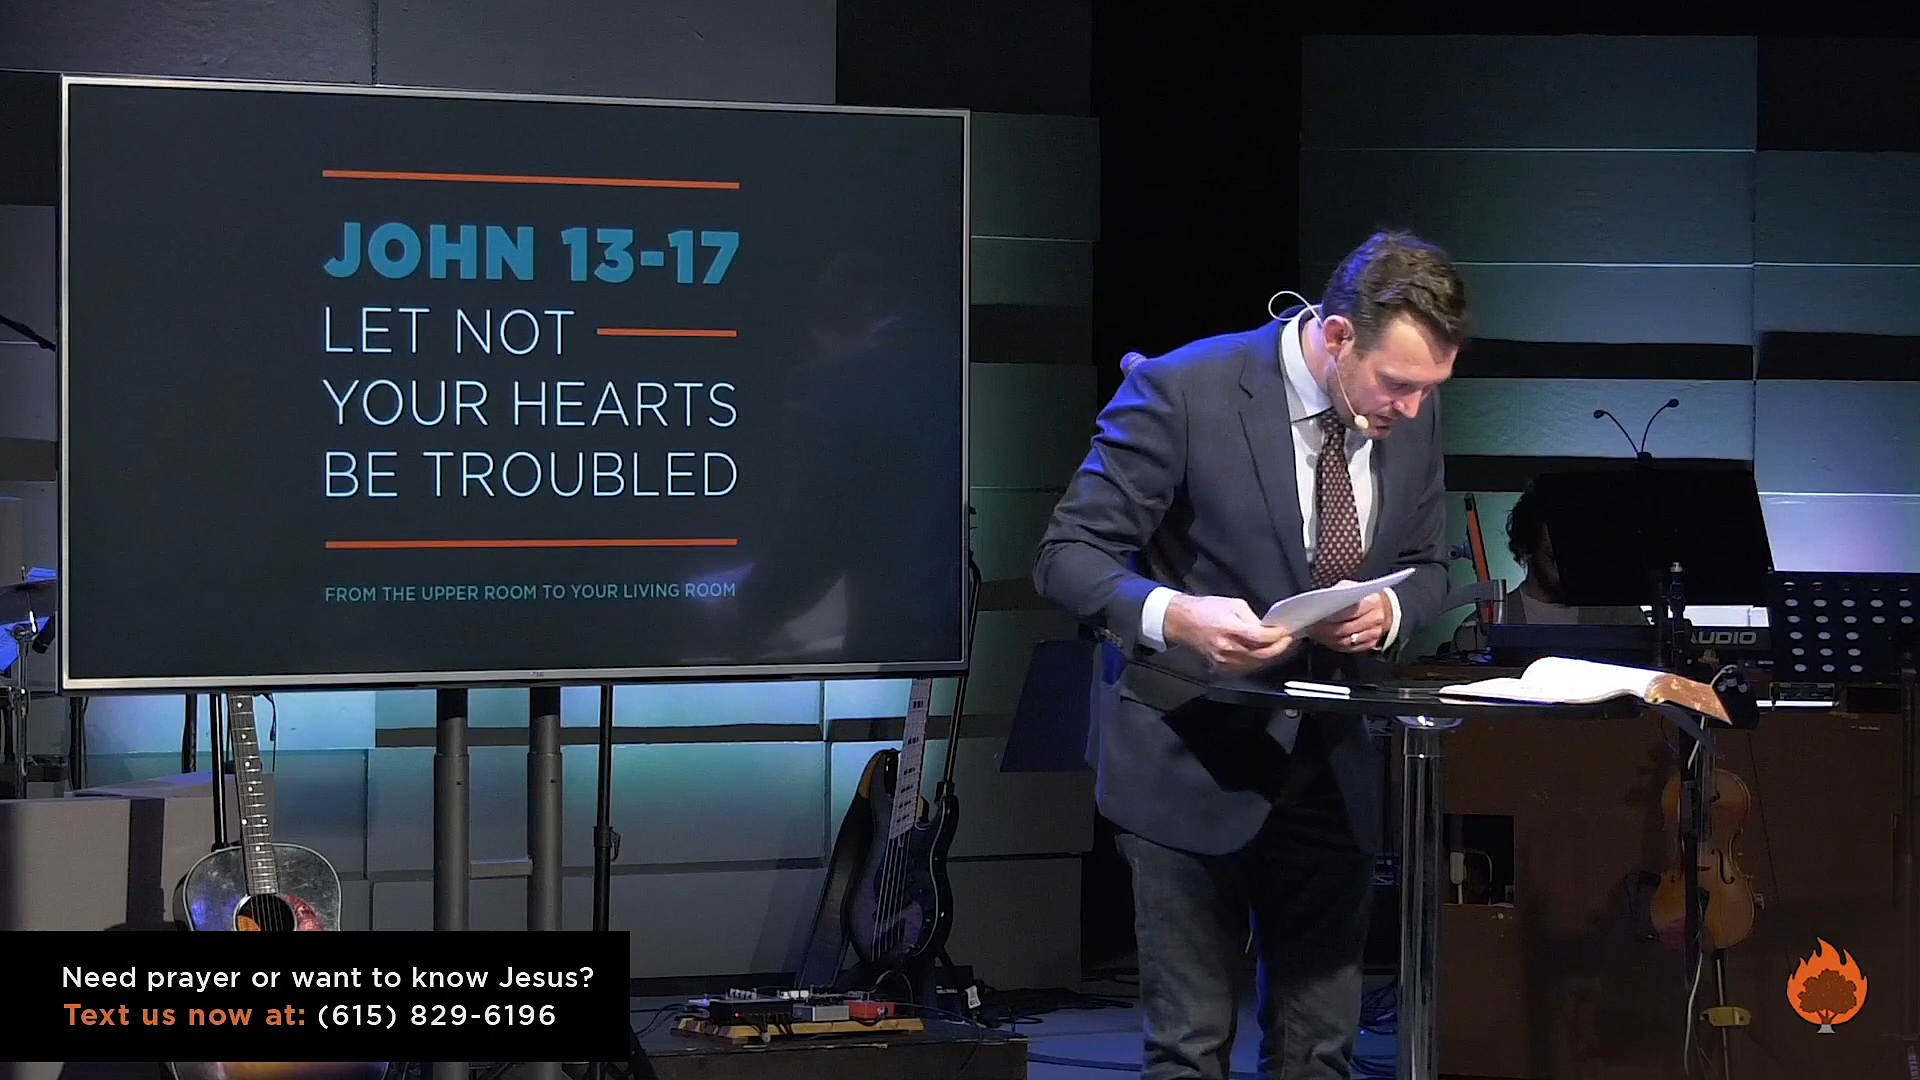 JOHN 13-17
LET NOT
YOUR HEARTS
BE TROUBLED
FROM THE UPPER ROOM TO YOUR LIVING ROOM
AUDIO
Need prayer or want to know Jesus?
Text us now at: (615) 829-6196